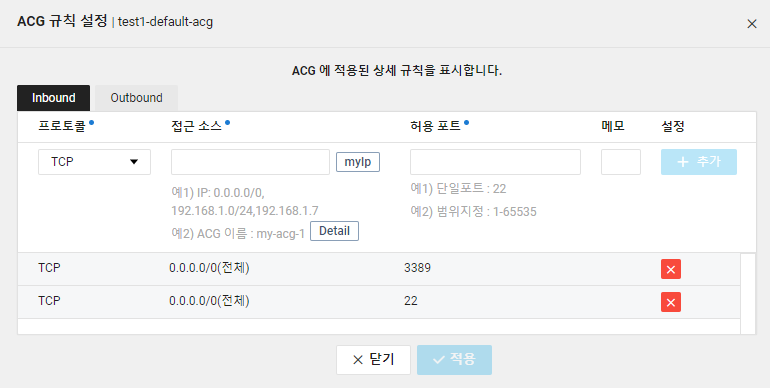 ACG 규칙 설정 | test1-default-acg
ACG 에 적용된 상세 규칙을 표시합니다.
Inbound Outbound
프로토콜 접근 소스 허용 포트 메모 설정
TCP myIp + 추가
예1) IP: 0.0.0.0/0,
192.168.1.0/24,192.168.1.7
예2) ACG 이름 : my-acg-1 Detail
예1) 단일포트 : 22
예2) 범위지정 : 1-65535
TCP 0.0.0.0/0(전체) 3389
TCP 0.0.0.0/0(전체) 22
닫기 적용